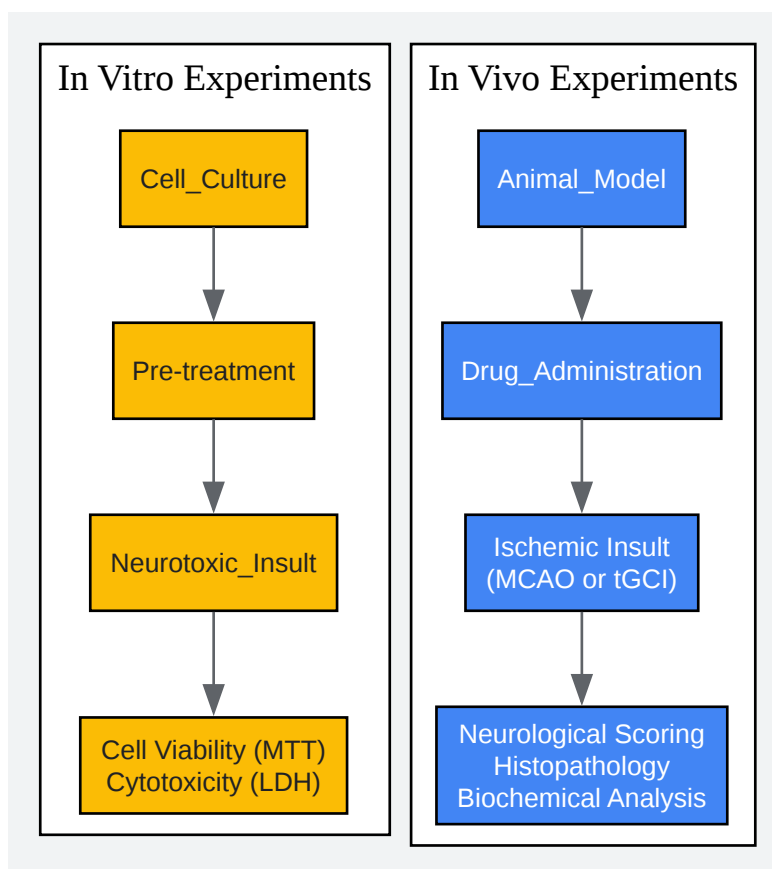 In Vitro Experiments
Cell_Culture
Pre-treatment
Neurotoxic_Insult
Cell Viability (MTT)
Cytotoxicity (LDH)
In Vivo Experiments
Animal_Model
Drug_Administration
Ischemic Insult
(MCAO or tGCI)
Neurological Scoring
Histopathology
Biochemical Analysis